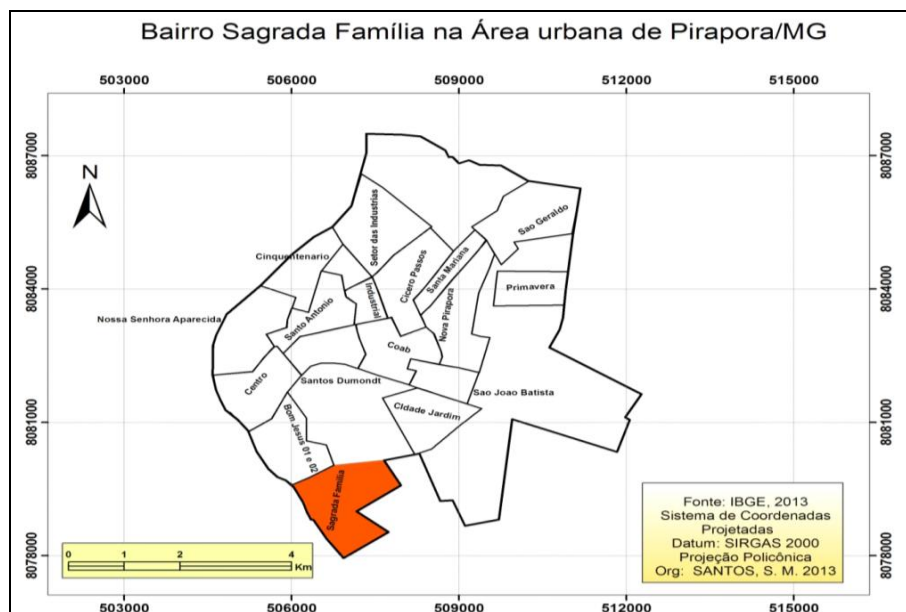 Bairro Sagrada Família na Área urbana de Pirapora/MG
503000 506000 509000 512000 515000
8087000 8087000
N
Sao Geraldo
Setor das Industrias
Cinquentenario
Santa Mariana
Cicero Passos
Primavera
8084000 8084000
Industrial
Nova Pirapora
Santo Antonio
Nossa Senhora Aparecida
Coab
Centro
Santos Dumondt
Sao Joao Batista
CIdade Jardim
8081000 8081000
Bom Jesus 01 e 02
Sagrada Familia
Fonte: IBGE, 2013
Sistema de Coordenadas
Projetadas
Datum: SIRGAS 2000
Projeção Policônica
Org: SANTOS, S. M. 2013
0 1 2 4
Km
8078000 8078000
503000 506000 509000 512000 515000